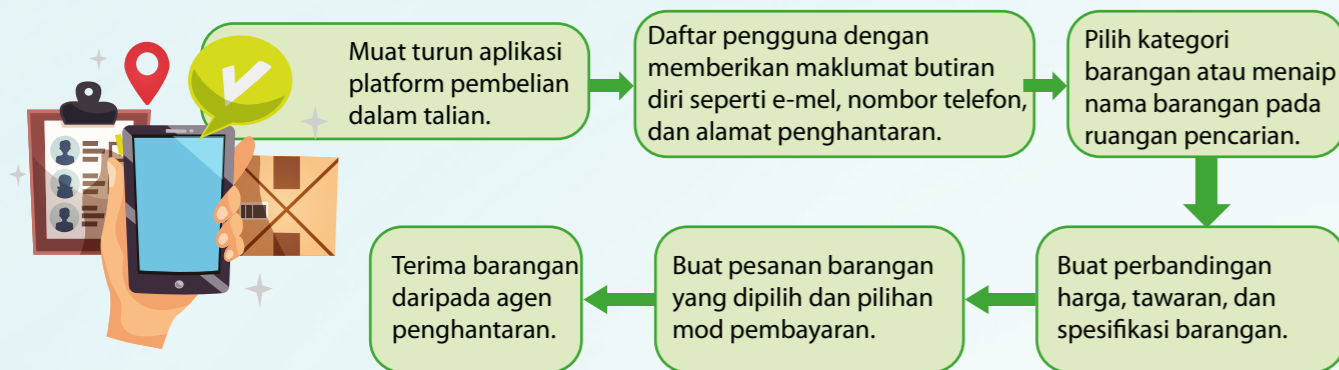 Muat turun aplikasi
platform pembelian
dalam talian.
Daftar pengguna dengan
memberikan maklumat butiran
diri seperti e-mel, nombor telefon,
dan alamat penghantaran.
Pilih kategori
barangan atau menaip
nama barangan pada
ruangan pencarian.
Buat perbandingan
harga, tawaran, dan
spesifikasi barangan.
Buat pesanan barangan
yang dipilih dan pilihan
mod pembayaran.
Terima barangan
daripada agen
penghantaran.